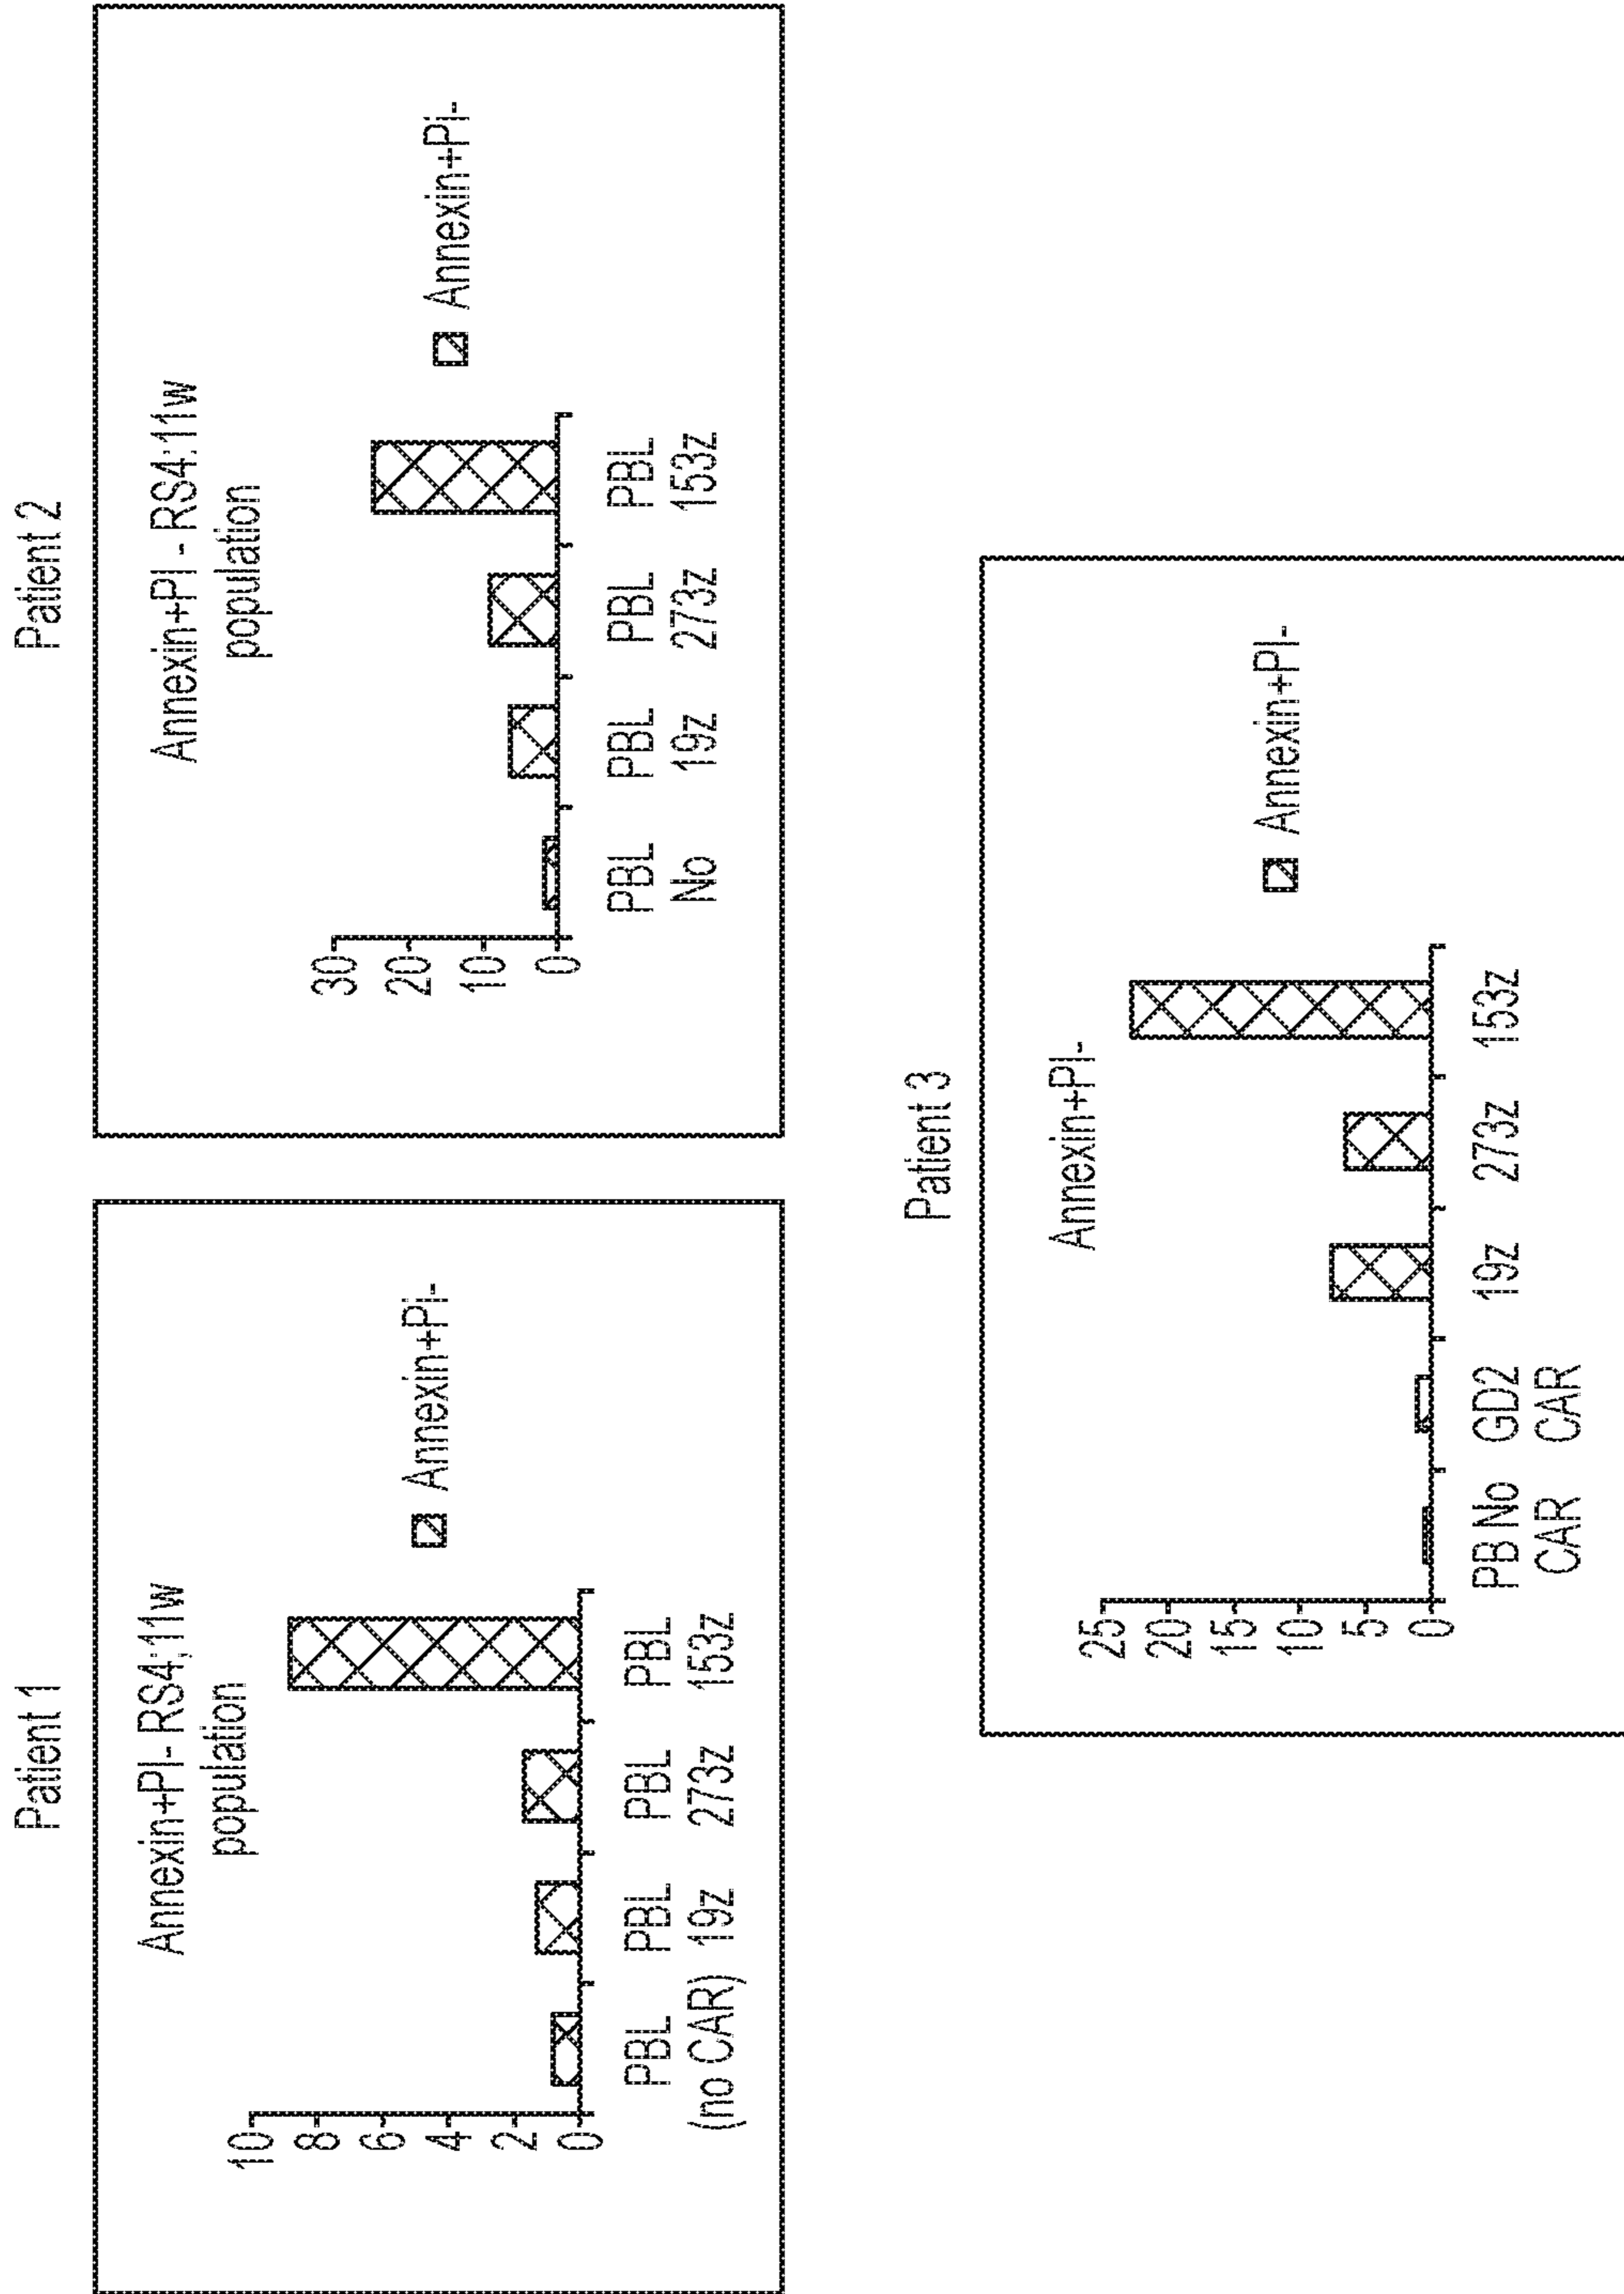 Patient 1
Annexin+PI- RS4;11w
population
10
8
6
4
2
0
PBL PBL PBL PBL
(no CAR) 19z 273z 153z
Annexin+PI-
Patient 2
Annexin+PI - RS4:11w
population
30
20
10
0
PBL PBL PBL PBL
No 19z 273z 153z
Annexin+PI-
Patient 3
Annexin+PI-
25
20
15
10
5
0
PB No GD2 19z 273z 153z
CAR CAR
Annexin+PI-